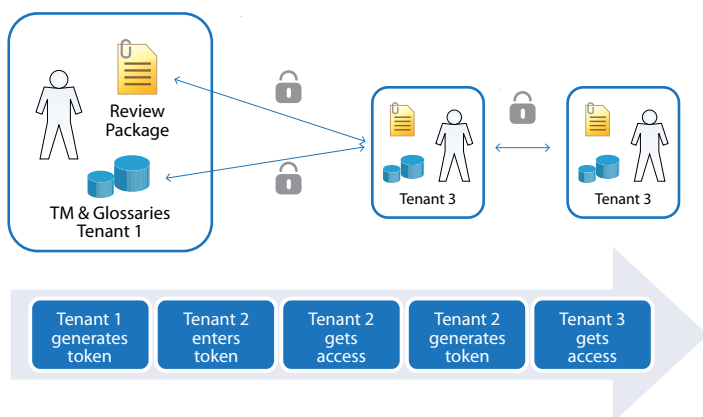 Review
Package
TM & Glossaries
Tenant 1
Tenant 3
Tenant 3
Tenant 1
generates
token
Tenant 2
enters
token
Tenant 2
gets
access
Tenant 2
generates
token
Tenant 3
gets
access